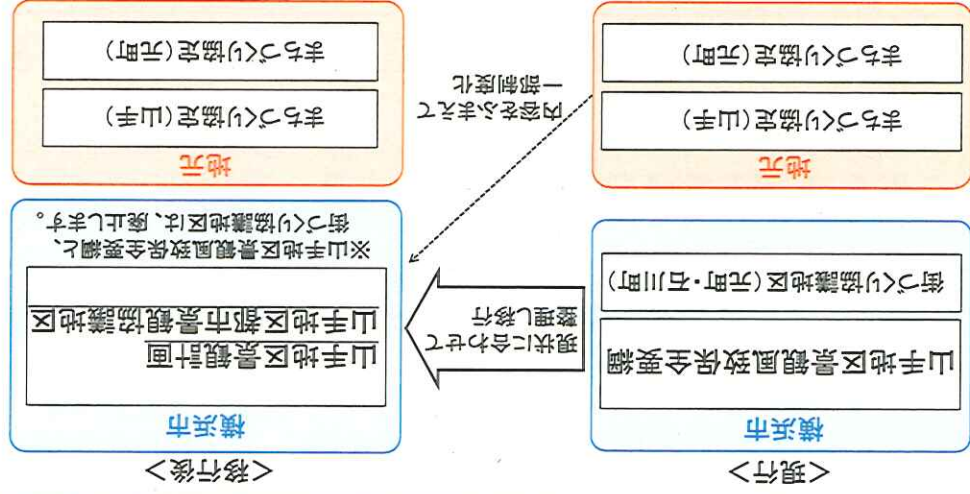 <現行>
横浜市
山手地区景観風致保全要綱
街づくり協議地区(元町・石川町)
地元
まちづくり協定(山手)
まちづくり協定(元町)
現状に合わせて
整理し移行
内容をふまえて
一部制度化
<移行後>
横浜市
山手地区景観計画
山手地区都市景観協議地区
※山手地区景観風致保全要綱と、
街づくり協議地区は、廃止します。
地元
まちづくり協定(山手)
まちづくり協定(元町)